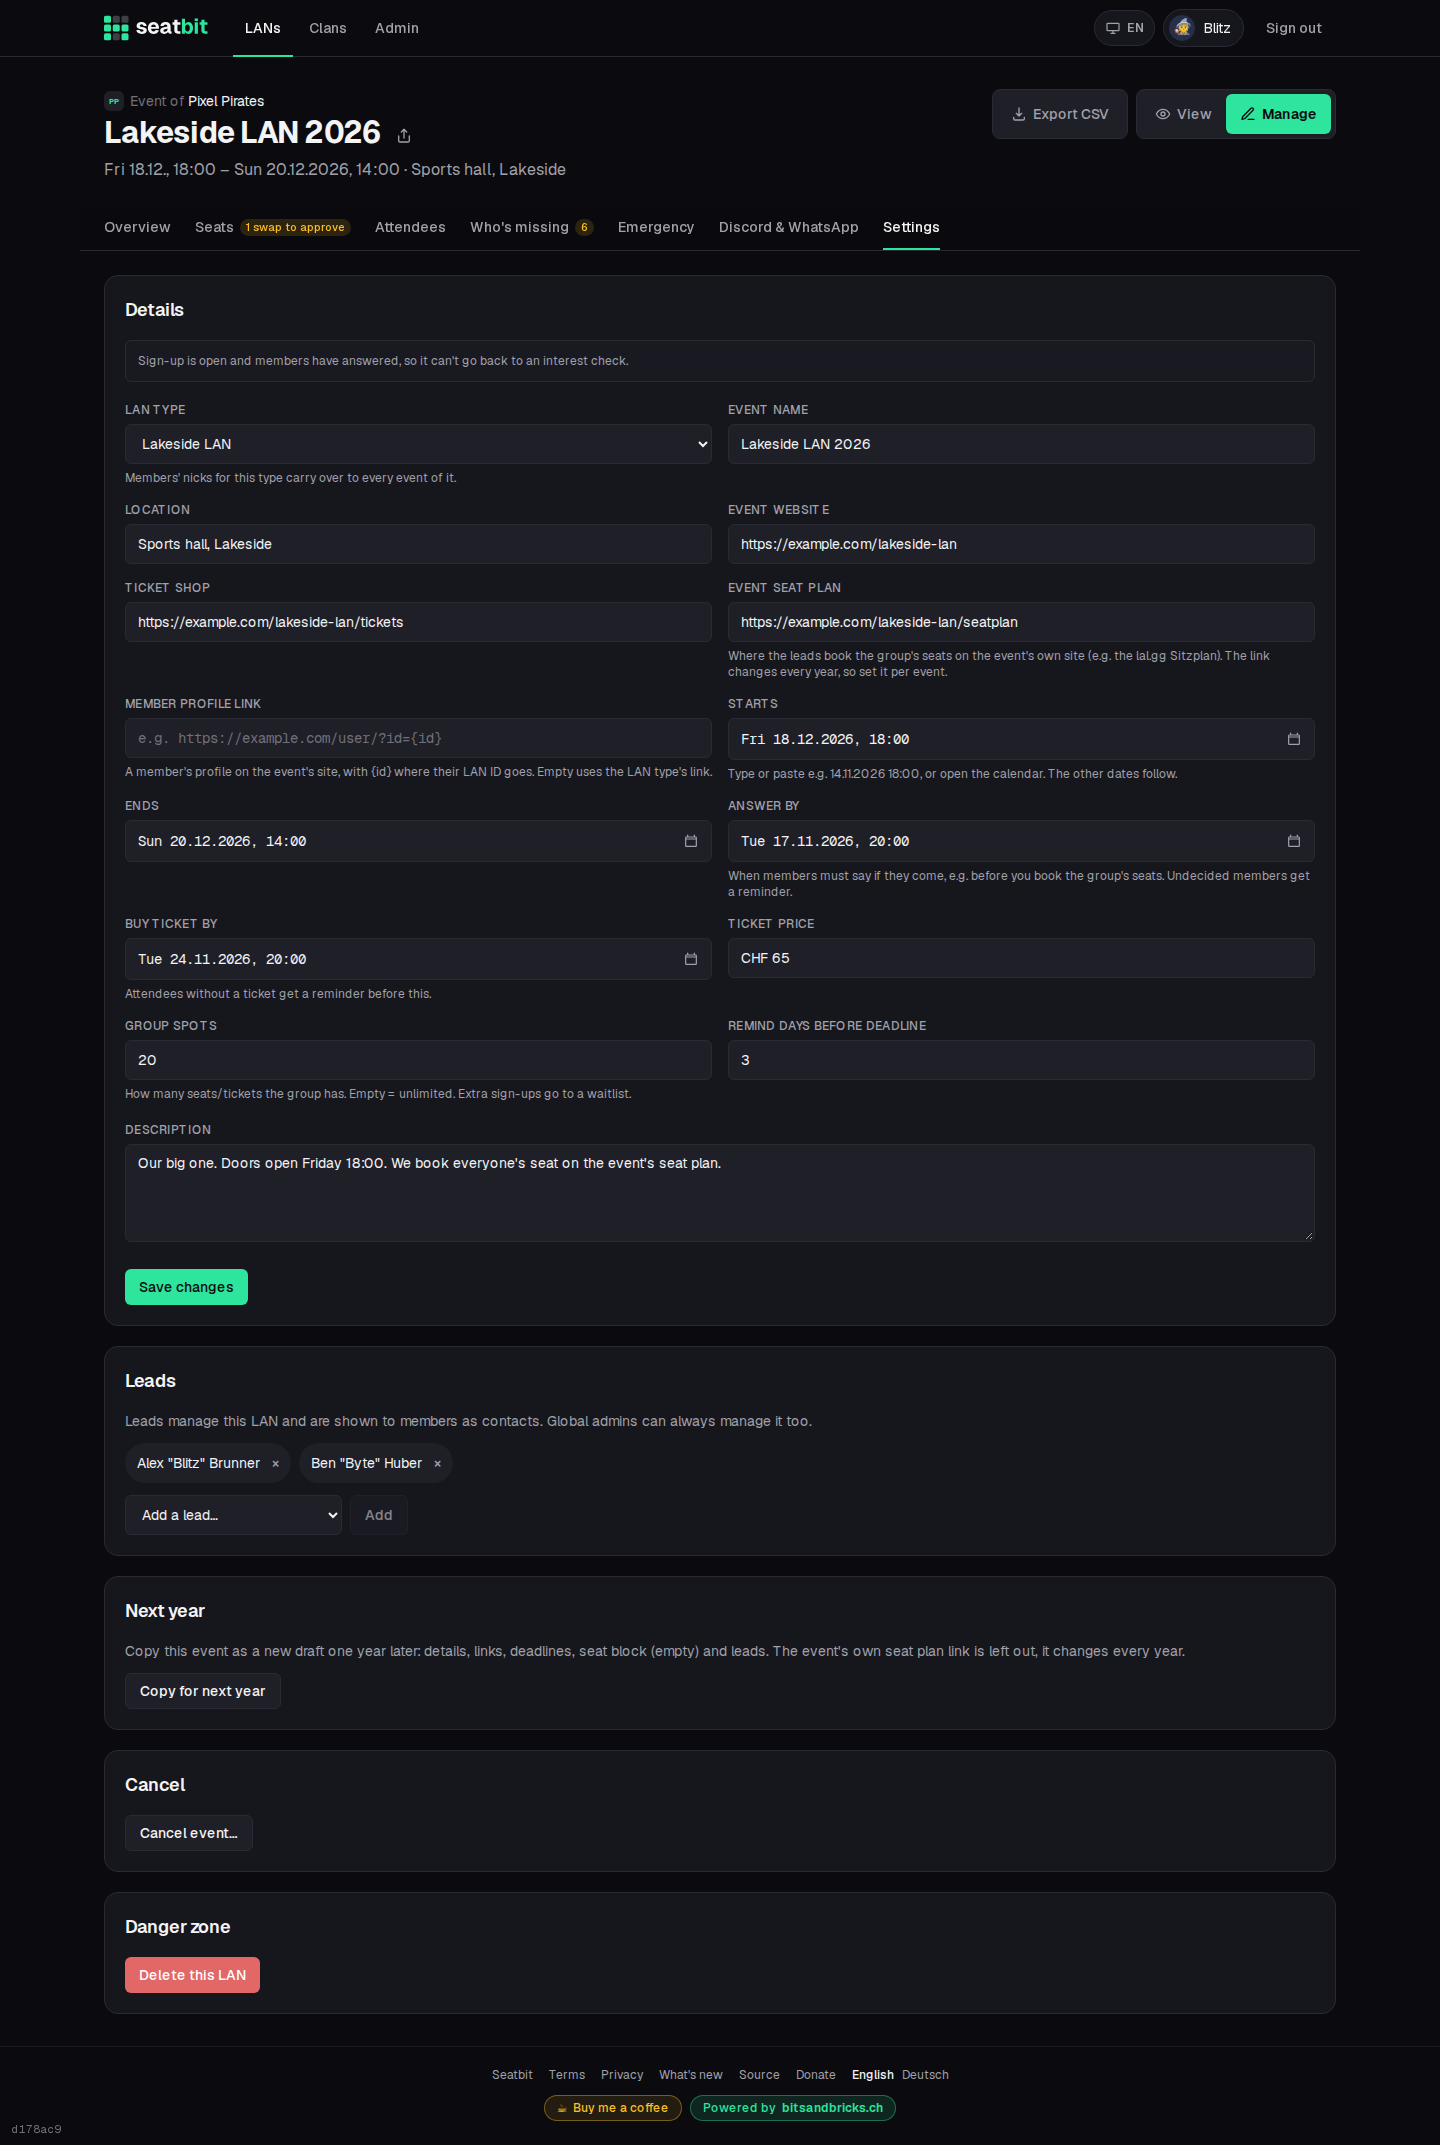 seatbit
LANs
Clans
Admin
EN
Blitz
Sign out
PP Event of Pixel Pirates
Lakeside LAN 2026
Fri 18.12., 18:00 – Sun 20.12.2026, 14:00 · Sports hall, Lakeside
Export CSV
View
Manage
Overview
Seats 1 swap to approve
Attendees
Who's missing 6
Emergency
Discord & WhatsApp
Settings
Details
Sign-up is open and members have answered, so it can't go back to an interest check.
LAN TYPE
Lakeside LAN
Members' nicks for this type carry over to every event of it.
EVENT NAME
Lakeside LAN 2026
LOCATION
Sports hall, Lakeside
EVENT WEBSITE
https://example.com/lakeside-lan
TICKET SHOP
https://example.com/lakeside-lan/tickets
EVENT SEAT PLAN
https://example.com/lakeside-lan/seatplan
Where the leads book the group's seats on the event's own site (e.g. the lal.gg Sitzplan). The link
changes every year, so set it per event.
MEMBER PROFILE LINK
e.g. https://example.com/user/?id={id}
A member's profile on the event's site, with {id} where their LAN ID goes. Empty uses the LAN type's link.
STARTS
Fri 18.12.2026, 18:00
Type or paste e.g. 14.11.2026 18:00, or open the calendar. The other dates follow.
ENDS
Sun 20.12.2026, 14:00
ANSWER BY
Tue 17.11.2026, 20:00
When members must say if they come, e.g. before you book the group's seats. Undecided members get
a reminder.
BUY TICKET BY
Tue 24.11.2026, 20:00
Attendees without a ticket get a reminder before this.
TICKET PRICE
CHF 65
GROUP SPOTS
20
How many seats/tickets the group has. Empty = unlimited. Extra sign-ups go to a waitlist.
REMIND DAYS BEFORE DEADLINE
3
DESCRIPTION
Our big one. Doors open Friday 18:00. We book everyone's seat on the event's seat plan.
Save changes
Leads
Leads manage this LAN and are shown to members as contacts. Global admins can always manage it too.
Alex "Blitz" Brunner ×
Ben "Byte" Huber ×
Add a lead…
Add
Next year
Copy this event as a new draft one year later: details, links, deadlines, seat block (empty) and leads. The event's own seat plan link is left out, it changes every year.
Copy for next year
Cancel
Cancel event…
Danger zone
Delete this LAN
Seatbit
Terms
Privacy
What's new
Source
Donate
English
Deutsch
Buy me a coffee
Powered by bitsandbricks.ch
d178ac9